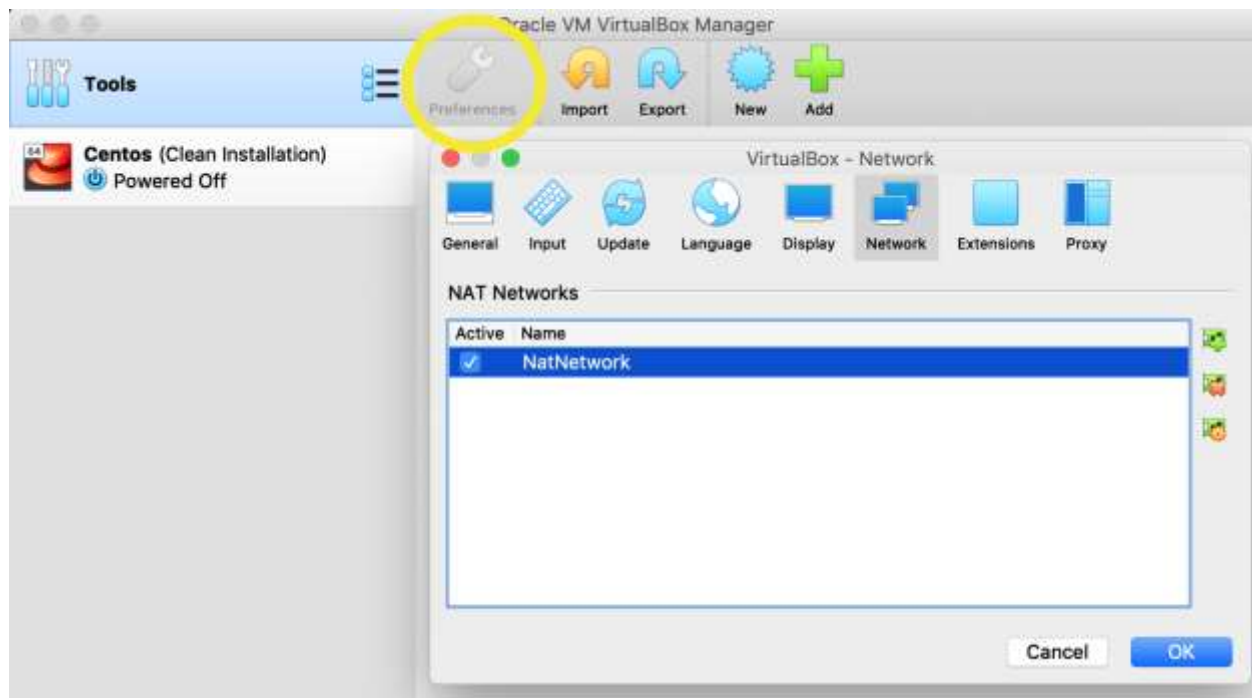 Oracle VM VirtualBox Manager
Tools
Preferences
Import
Export
New
Add
64
Centos (Clean Installation)
Powered Off
VirtualBox - Network
General
Input
Update
Language
Display
Network
Extensions
Proxy
NAT Networks
Active Name
NatNetwork
Cancel
OK